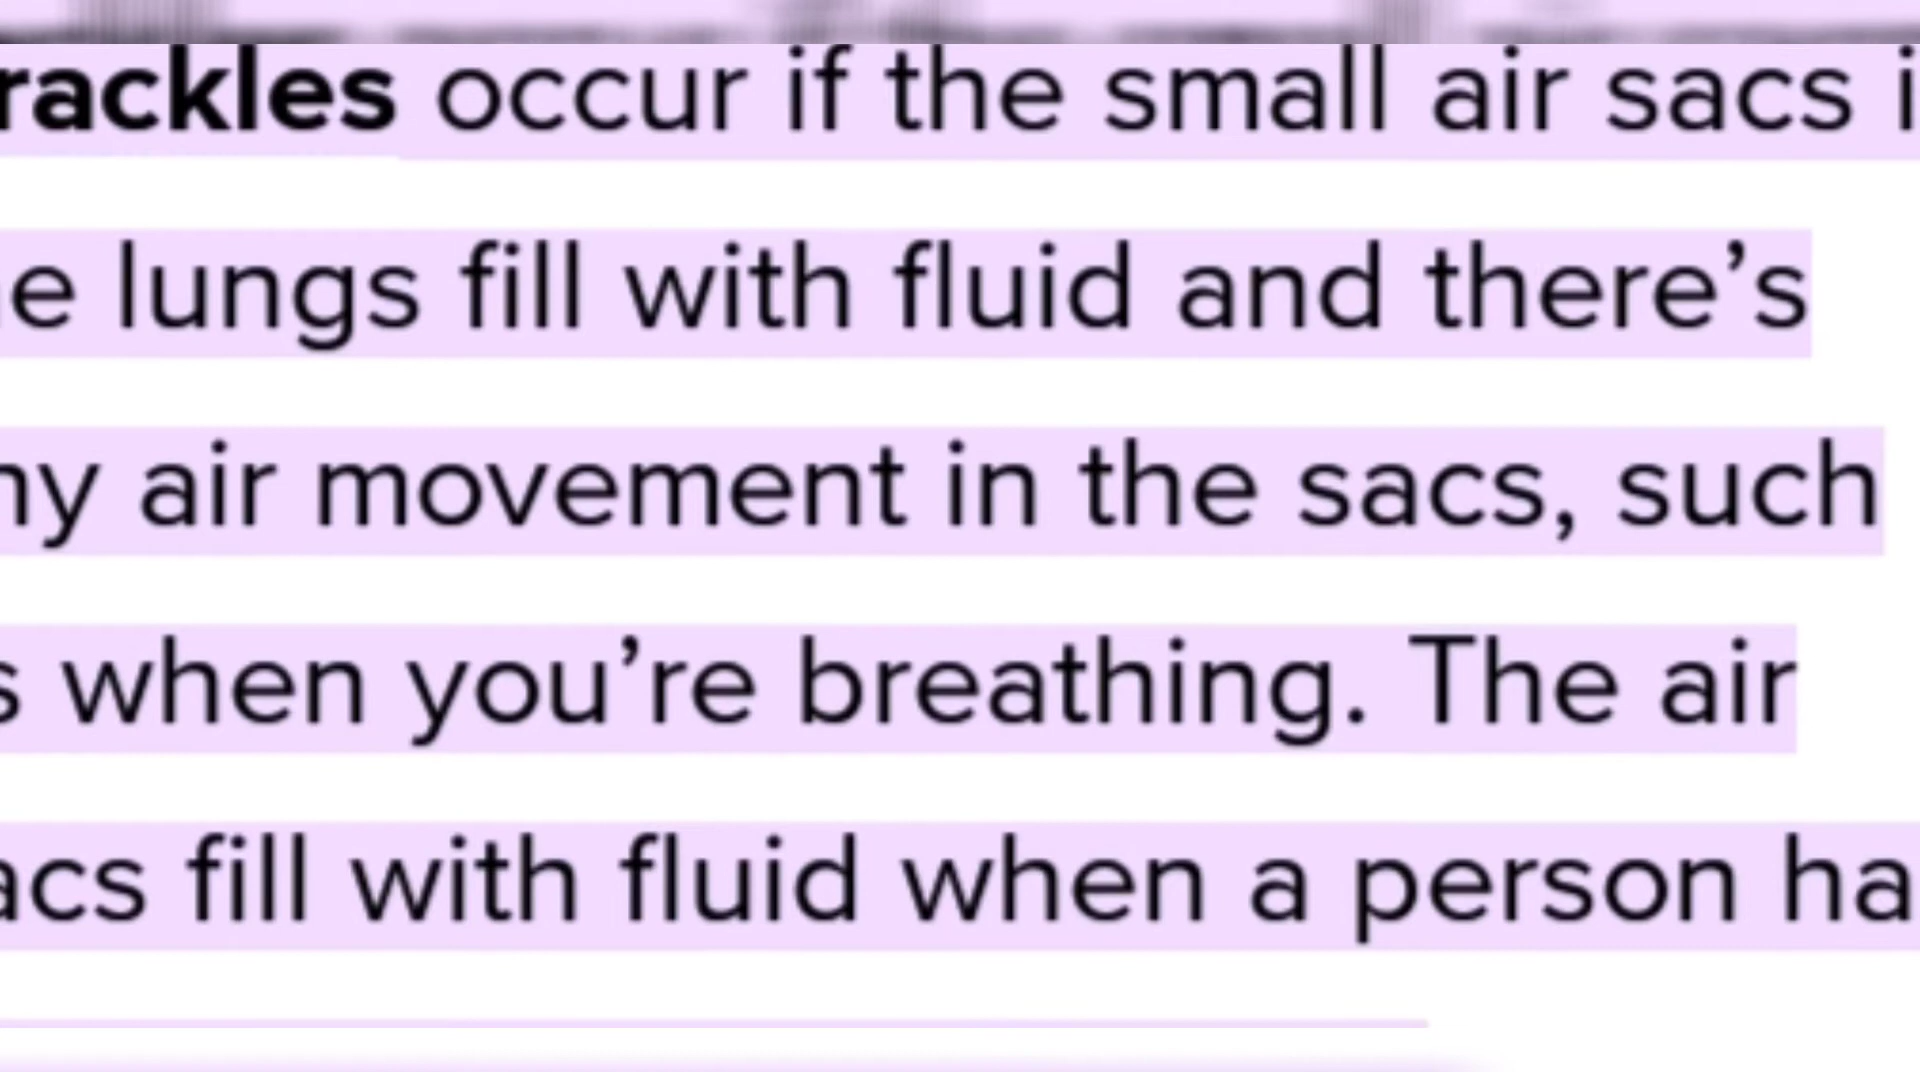 rackles occur if the small air sacs i
e lungs fill with fluid and there’s
ny air movement in the sacs, such
s when you’re breathing. The air
acs fill with fluid when a person ha